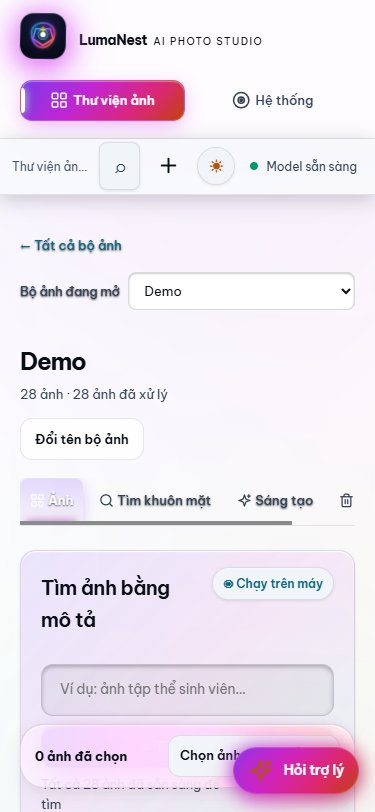 LumaNest AI PHOTO STUDIO
Thư viện ảnh
Hệ thống
Thư viện ản...
Model sẵn sàng
← Tất cả bộ ảnh
Bộ ảnh đang mở
Demo
Demo
28 ảnh · 28 ảnh đã xử lý
Đổi tên bộ ảnh
Ảnh
Tìm khuôn mặt
Sáng tạo
Tìm ảnh bằng
mô tả
Chạy trên máy
Ví dụ: ảnh tập thể sinh viên...
0 ảnh đã chọn
Chọn ảnh
Hỏi trợ lý
Tất cả 28 ảnh đã sẵn sàng để
tìm